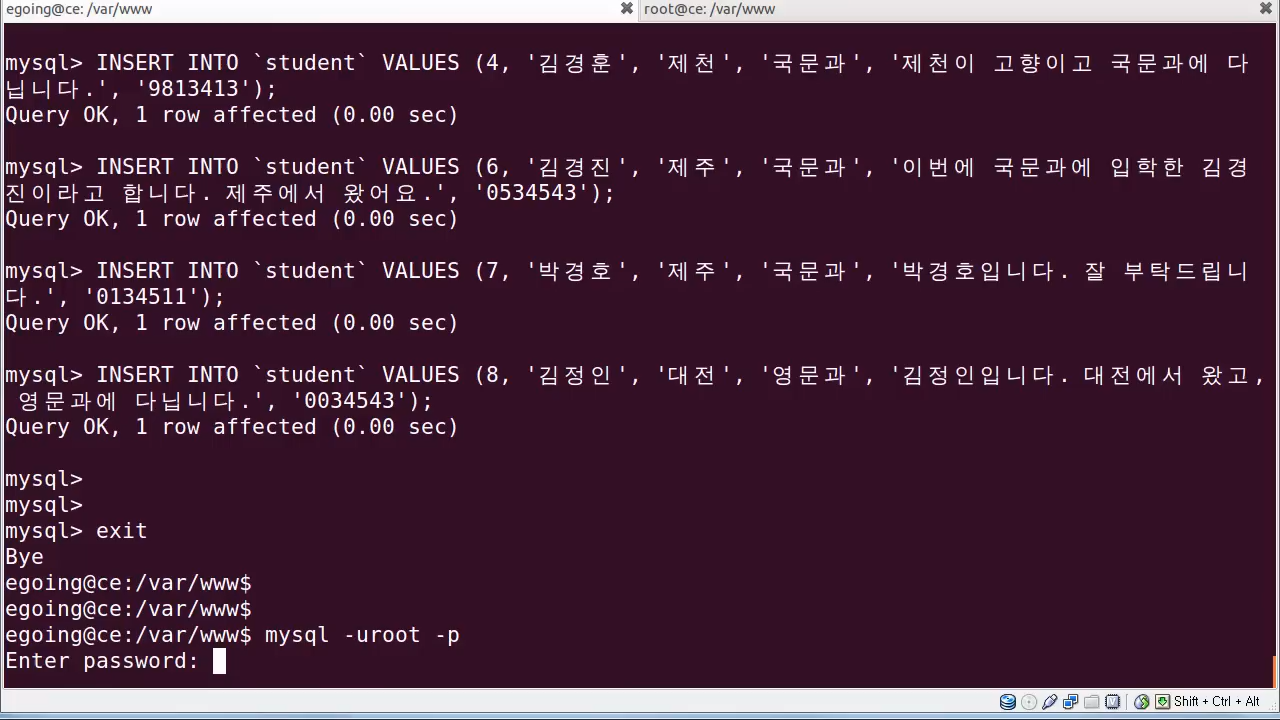 egoing@ce: /var/www
root@ce: /var/www
mysql> INSERT INTO `student` VALUES (4, '김경훈', '제천', '국문과', '제천이 고향이고 국문과에 다
닙니다.', '9813413');
Query OK, 1 row affected (0.00 sec)
mysql> INSERT INTO `student` VALUES (6, '김경진', '제주', '국문과', '이번에 국문과에 입학한 김경
진이라고 합니다. 제주에서 왔어요.', '0534543');
Query OK, 1 row affected (0.00 sec)
mysql> INSERT INTO `student` VALUES (7, '박경호', '제주', '국문과', '박경호입니다. 잘 부탁드립니
다.', '0134511');
Query OK, 1 row affected (0.00 sec)
mysql> INSERT INTO `student` VALUES (8, '김정인', '대전', '영문과', '김정인입니다. 대전에서 왔고,
영문과에 다닙니다.', '0034543');
Query OK, 1 row affected (0.00 sec)
mysql>
mysql>
mysql> exit
Bye
egoing@ce:/var/www$
egoing@ce:/var/www$
egoing@ce:/var/www$ mysql -uroot -p
Enter password:
Shift + Ctrl + Alt